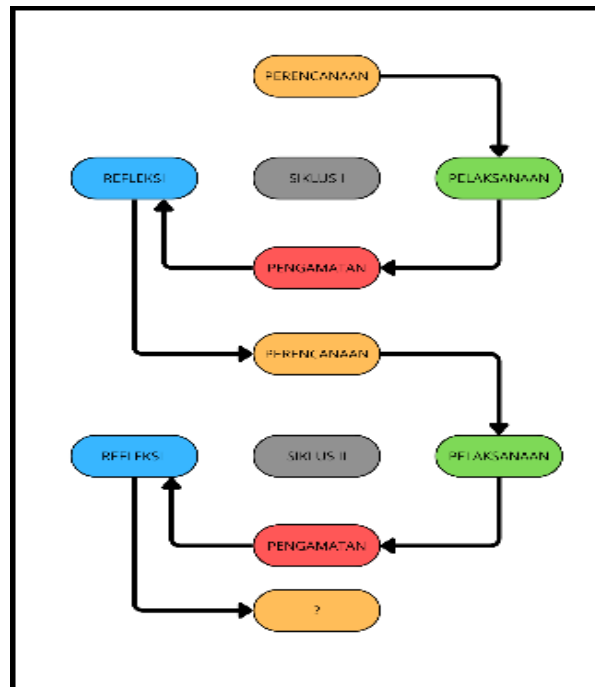 PERENCANAAN
REFLEKSI
SIKLUS I
PELAKSANAAN
PENGAMATAN
PERENCANAAN
REFLEKSI
SIKLUS II
PELAKSANAAN
PENGAMATAN
?